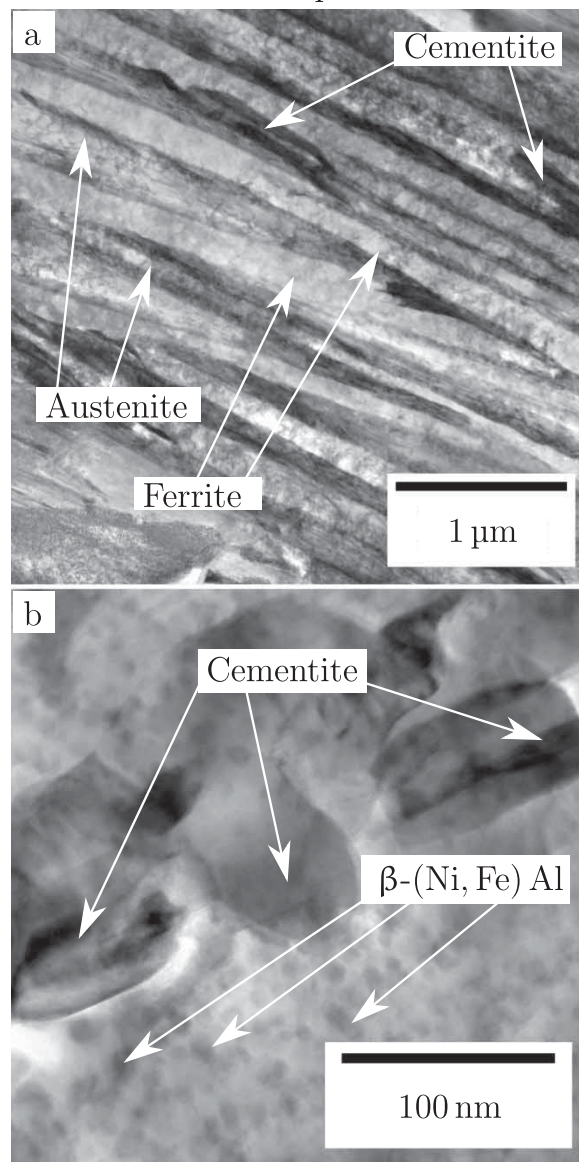 a
Cementite
Austenite
Ferrite
1 µm
b
Cementite
β-(Ni, Fe) Al
100 nm